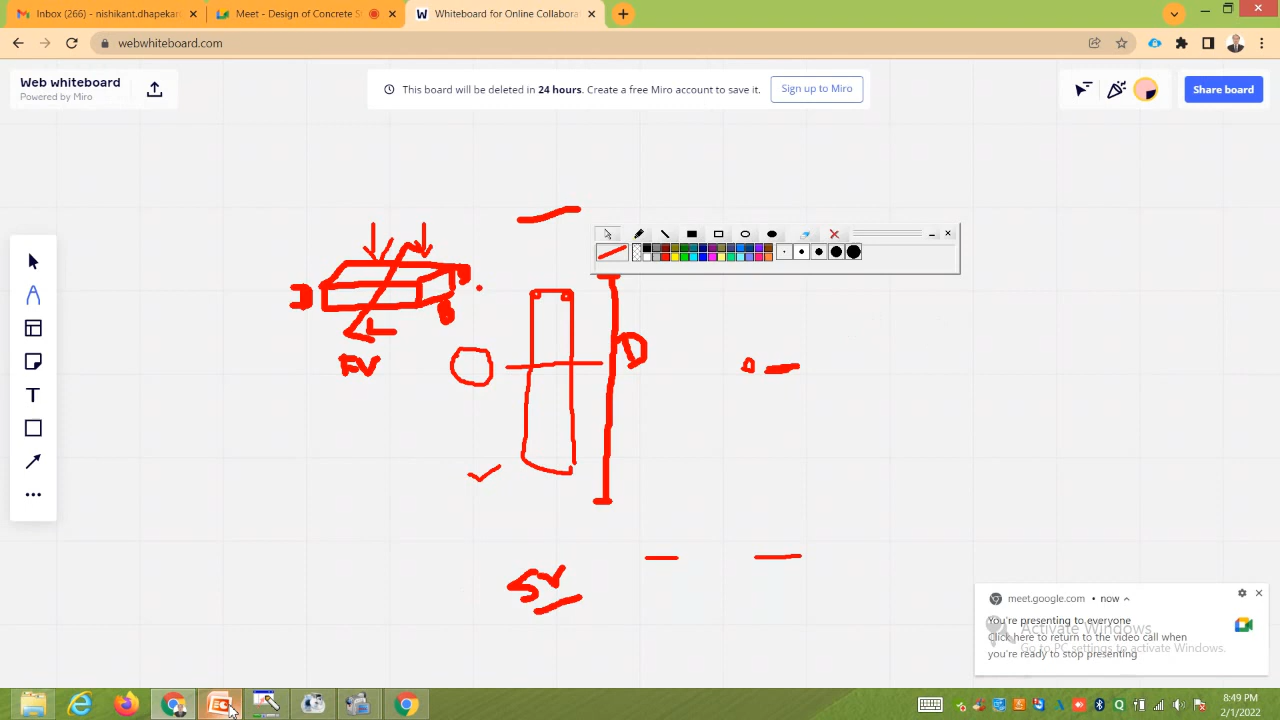 Inbox (266) - nishikant.dhapekar
Meet - Design of Concrete S
Whiteboard for Online Collabora
webwhiteboard.com
Web whiteboard
Powered by Miro
This board will be deleted in 24 hours. Create a free Miro account to save it.
Sign up to Miro
Share board
T
D
FV
SV
meet.google.com • now
You're presenting to everyone
Click here to return to the video call when
you're ready to stop presenting
Activate Windows
Go to PC settings to activate Windows.
8:49 PM
2/1/2022